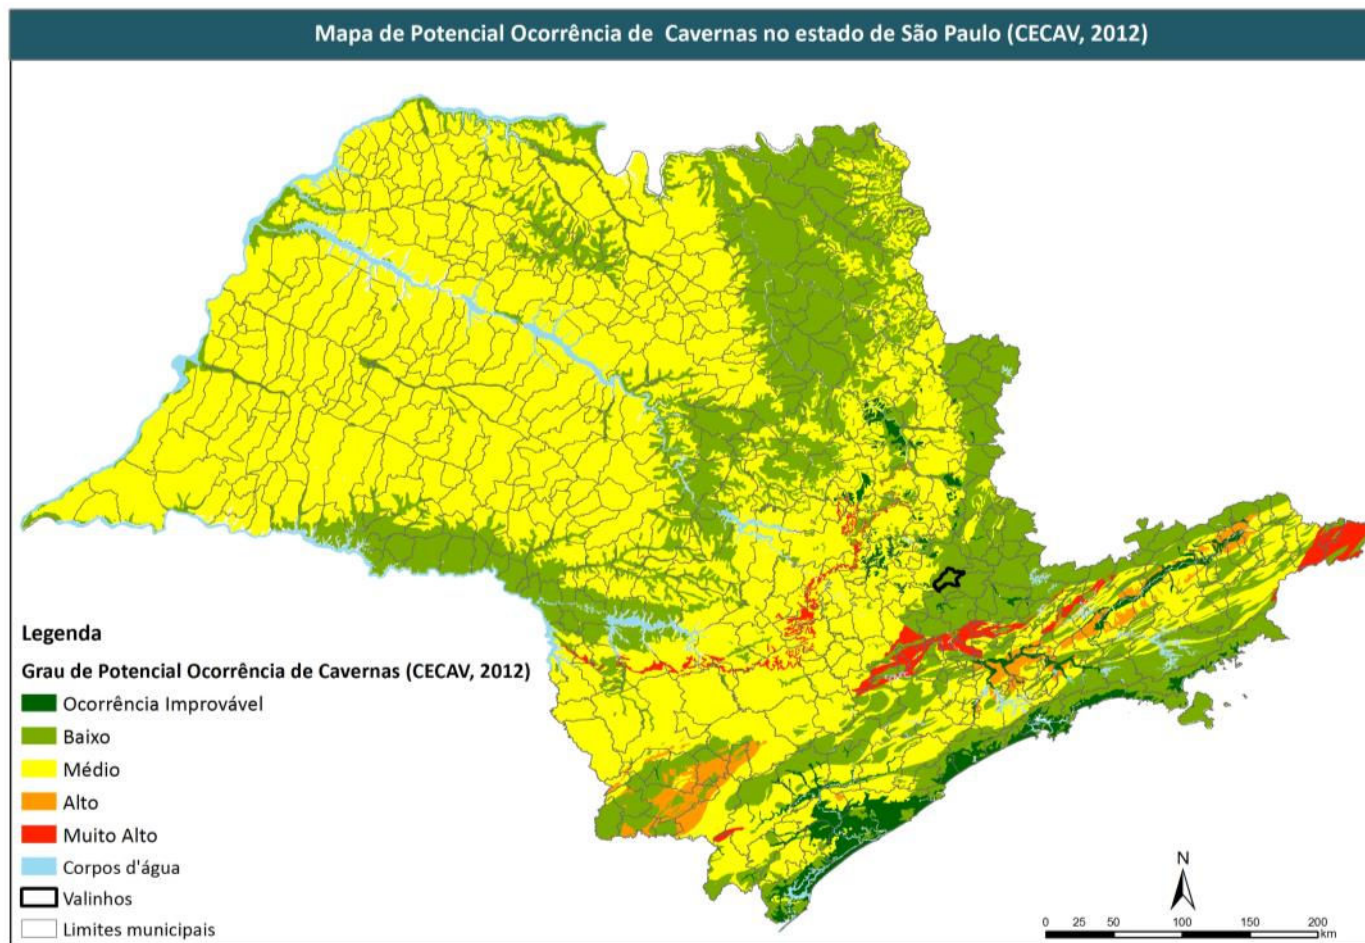 Mapa de Potencial Ocorrência de Cavernas no estado de São Paulo (CECAV, 2012)
Legenda
Grau de Potencial Ocorrência de Cavernas (CECAV, 2012)
Ocorrência Improvável
Baixo
Médio
Alto
Muito Alto
Corpos d'água
Valinhos
Limites municipais
N
0 25 50 100 150 200
km